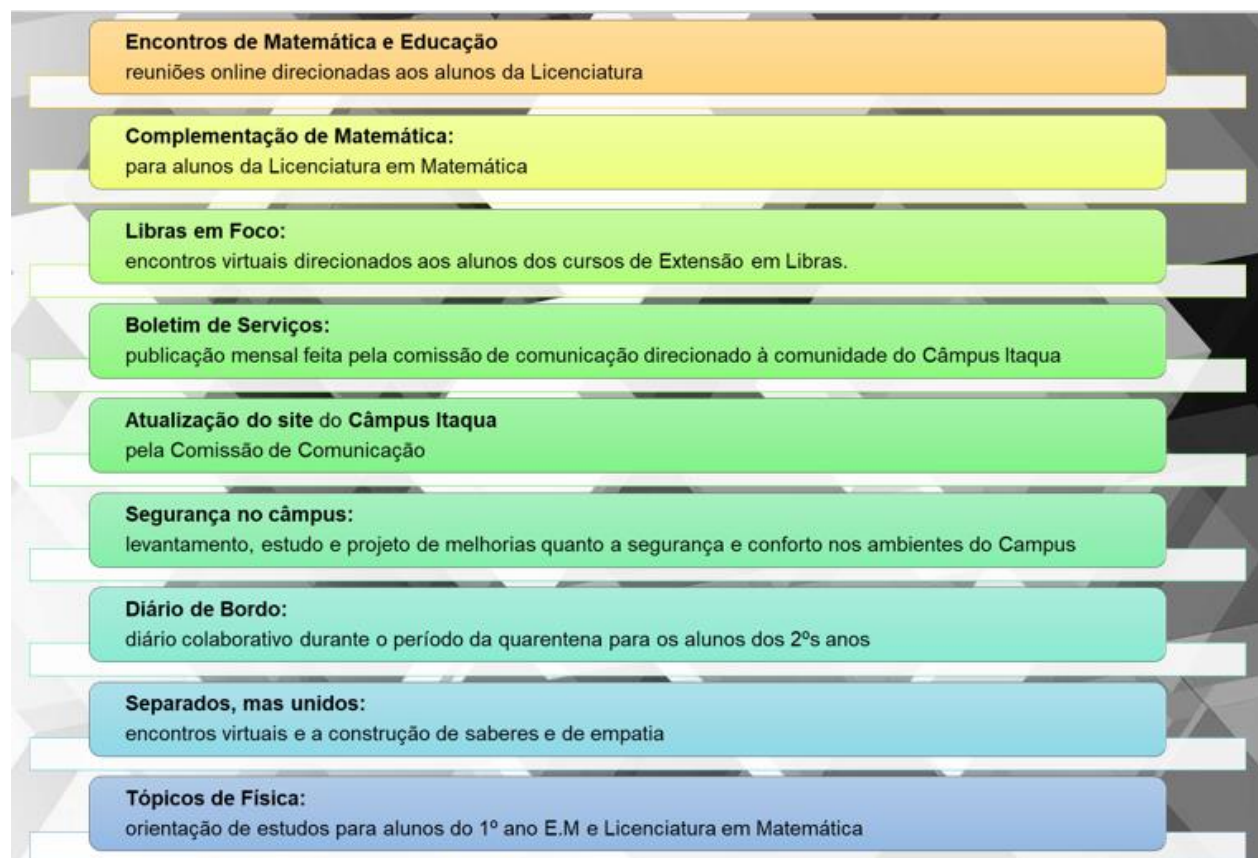 Encontros de Matemática e Educação
reuniões online direcionadas aos alunos da Licenciatura
Complementação de Matemática:
para alunos da Licenciatura em Matemática
Libras em Foco:
encontros virtuais direcionados aos alunos dos cursos de Extensão em Libras.
Boletim de Serviços:
publicação mensal feita pela comissão de comunicação direcionado à comunidade do Câmpus Itaqua
Atualização do site do Câmpus Itaqua
pela Comissão de Comunicação
Segurança no câmpus:
levantamento, estudo e projeto de melhorias quanto a segurança e conforto nos ambientes do Campus
Diário de Bordo:
diário colaborativo durante o período da quarentena para os alunos dos 2ºs anos
Separados, mas unidos:
encontros virtuais e a construção de saberes e de empatia
Tópicos de Física:
orientação de estudos para alunos do 1º ano E.M e Licenciatura em Matemática